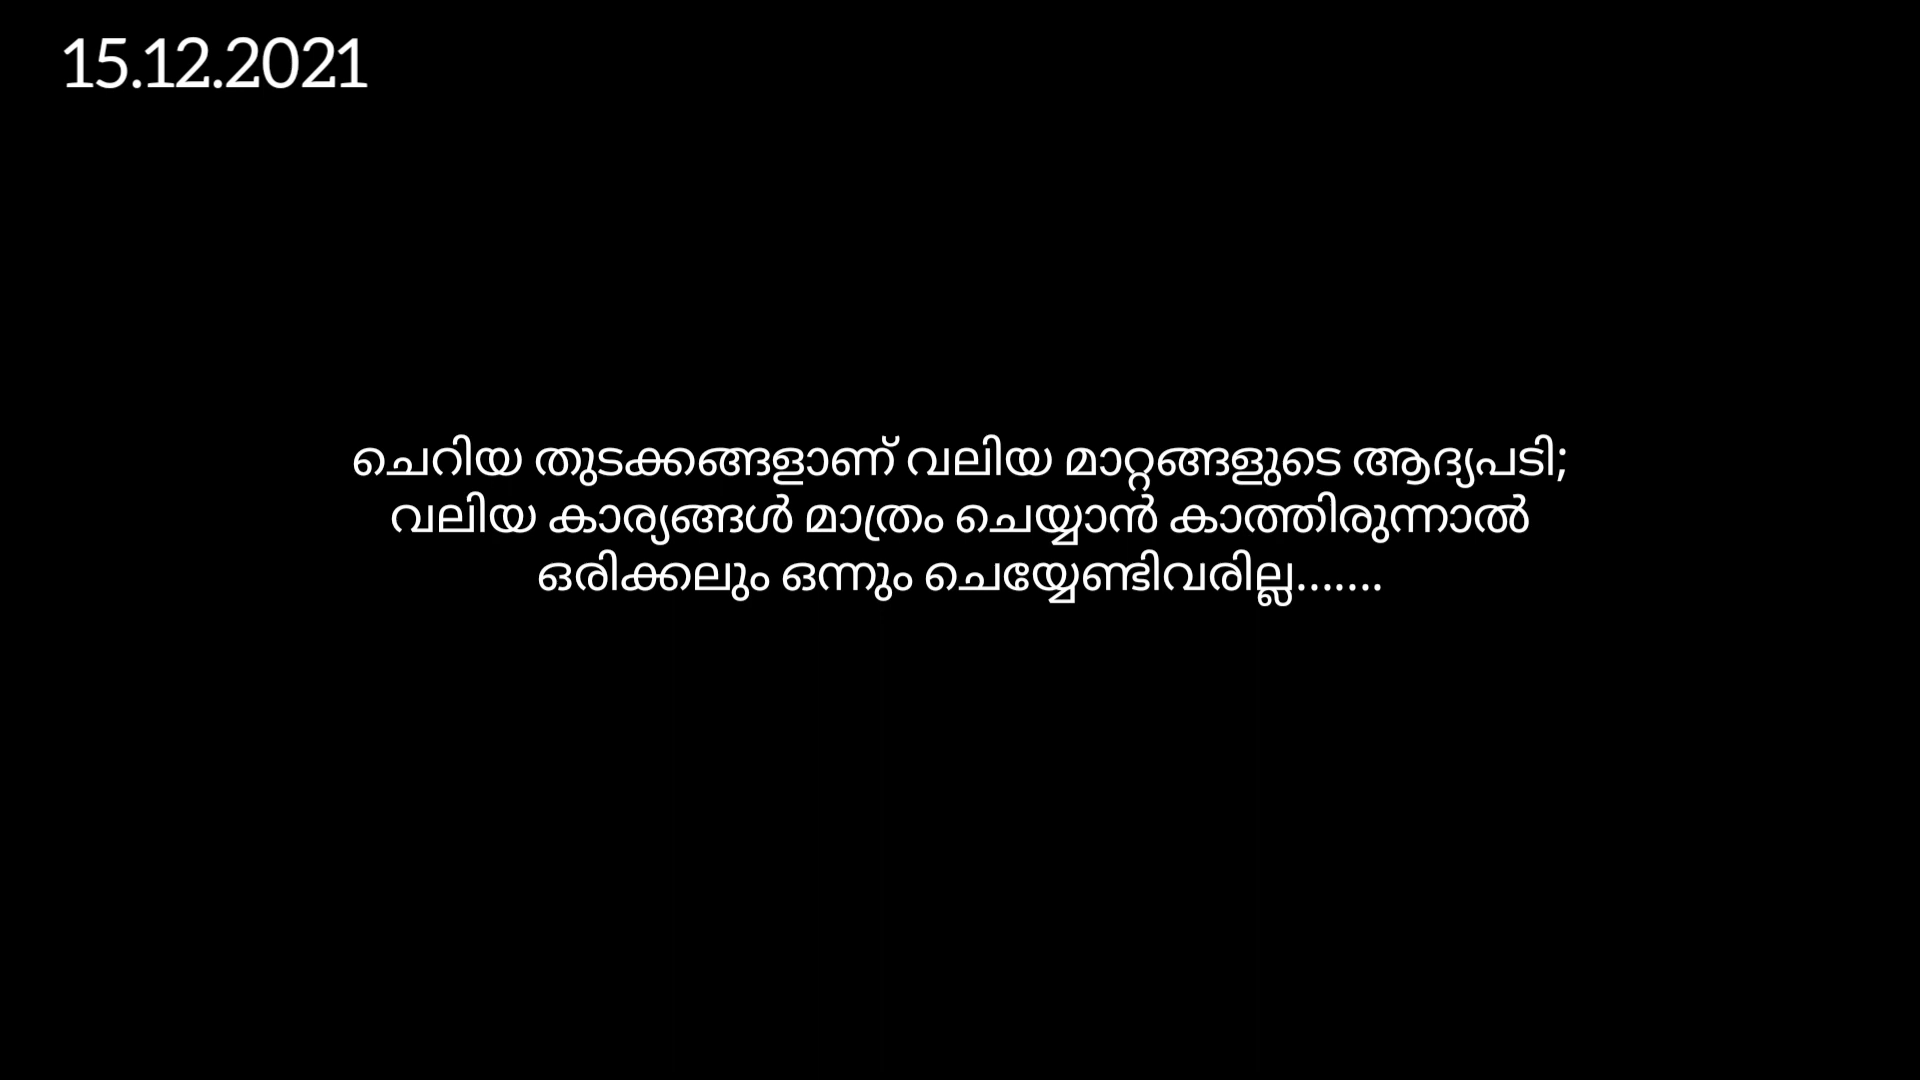 15.12.2021
ചെറിയ തുടക്കങ്ങളാണ് വലിയ മാറ്റങ്ങളുടെ ആദ്യപടി;
വലിയ കാര്യങ്ങൾ മാത്രം ചെയ്യാൻ കാത്തിരുന്നാൽ
ഒരിക്കലും ഒന്നും ചെയ്യേണ്ടിവരില്ല.......